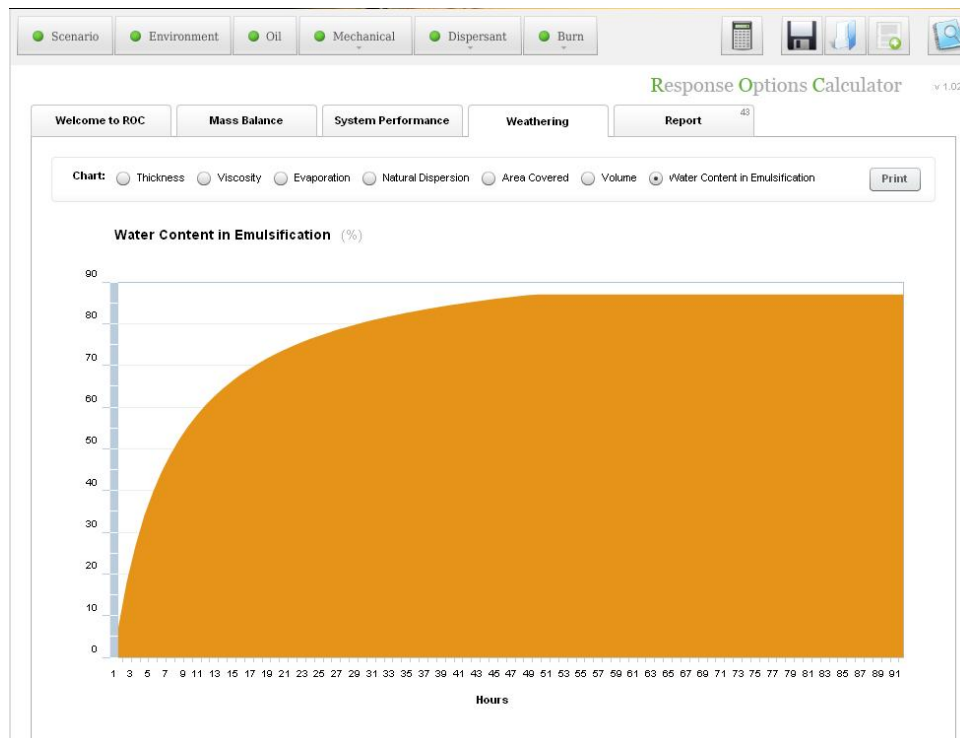 Scenario Environment Oil Mechanical Dispersant Burn
Response Options Calculator v 1.02
Welcome to ROC Mass Balance System Performance Weathering Report 43
Chart: Thickness Viscosity Evaporation Natural Dispersion Area Covered Volume Water Content in Emulsification Print
Water Content in Emulsification (%)
90
80
70
60
50
40
30
20
10
0
1 3 5 7 9 11 13 15 17 19 21 23 25 27 29 31 33 35 37 39 41 43 45 47 49 51 53 55 57 59 61 63 65 67 69 71 73 75 77 79 81 83 85 87 89 91
Hours